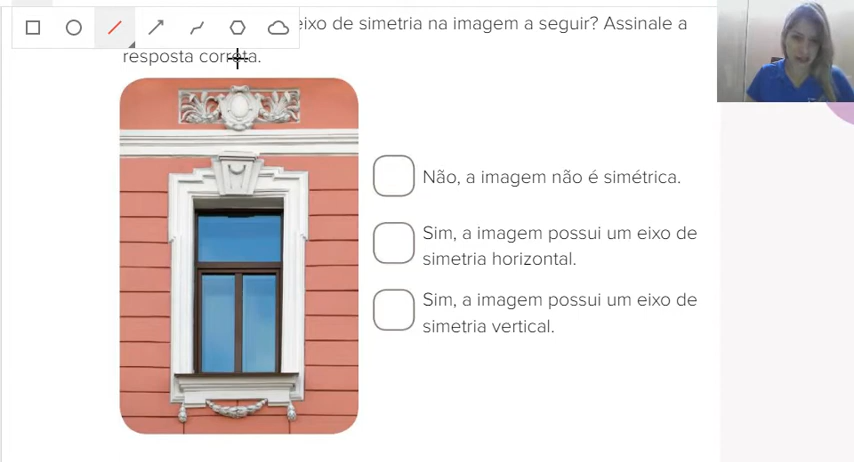 eixo de simetria na imagem a seguir? Assinale a
resposta correta.
Não, a imagem não é simétrica.
Sim, a imagem possui um eixo de
simetria horizontal.
Sim, a imagem possui um eixo de
simetria vertical.